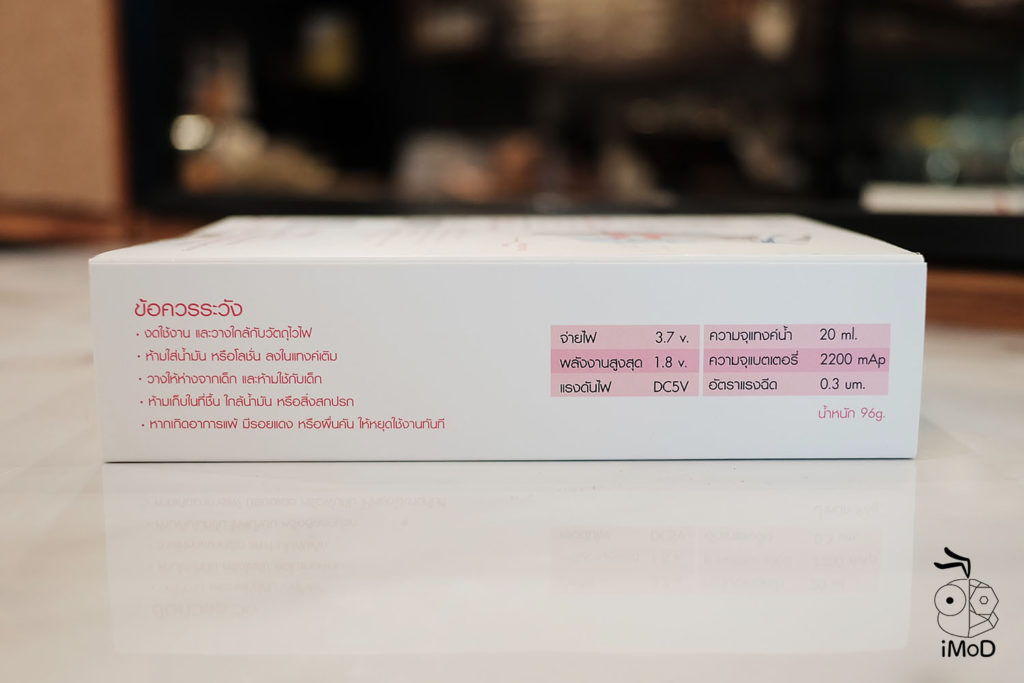 ข้อควรระวัง
• งดใช้งาน และวางใกล้กับวัตถุไวไฟ
• ห้ามใส่น้ำมัน หรือโลชั่น ลงในแทงค์เติม
• วางให้ห่างจากเด็ก และห้ามใช้กับเด็ก
• ห้ามเก็บในที่ชื้น ใกล้น้ำมัน หรือสิ่งสกปรก
• หากเกิดอาการแพ้ มีรอยแดง หรือผื่นคัน ให้หยุดใช้งานทันที
จ่ายไฟ 3.7 v. ความจุแทงค์น้ำ 20 ml.
พลังงานสูงสุด 1.8 v. ความจุแบตเตอรี่ 2200 mAp
แรงดันไฟ DC5V อัตราแรงฉีด 0.3 um.
น้ำหนัก 96g.
iMoD